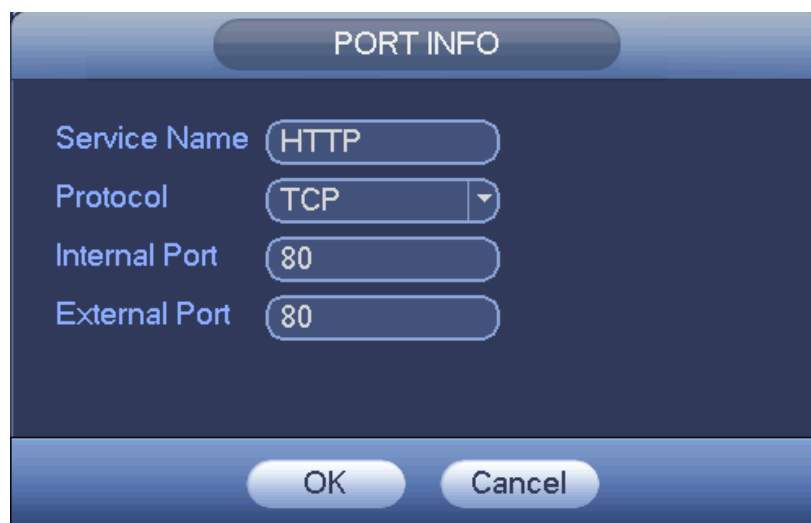 PORT INFO
Service Name HTTP
Protocol TCP
Internal Port 80
External Port 80
OK Cancel